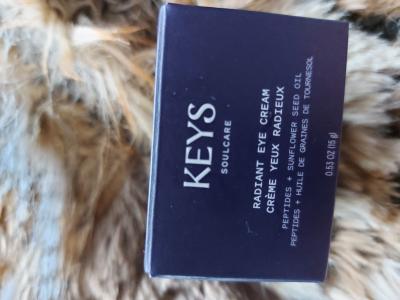 KEYS
SOULCARE
RADIANT EYE CREAM
CRÈME YEUX RADIEUX
PEPTIDES + SUNFLOWER SEED OIL
PEPTIDES + HUILE DE GRAINES DE TOURNESOL
0.53 OZ (15 g)